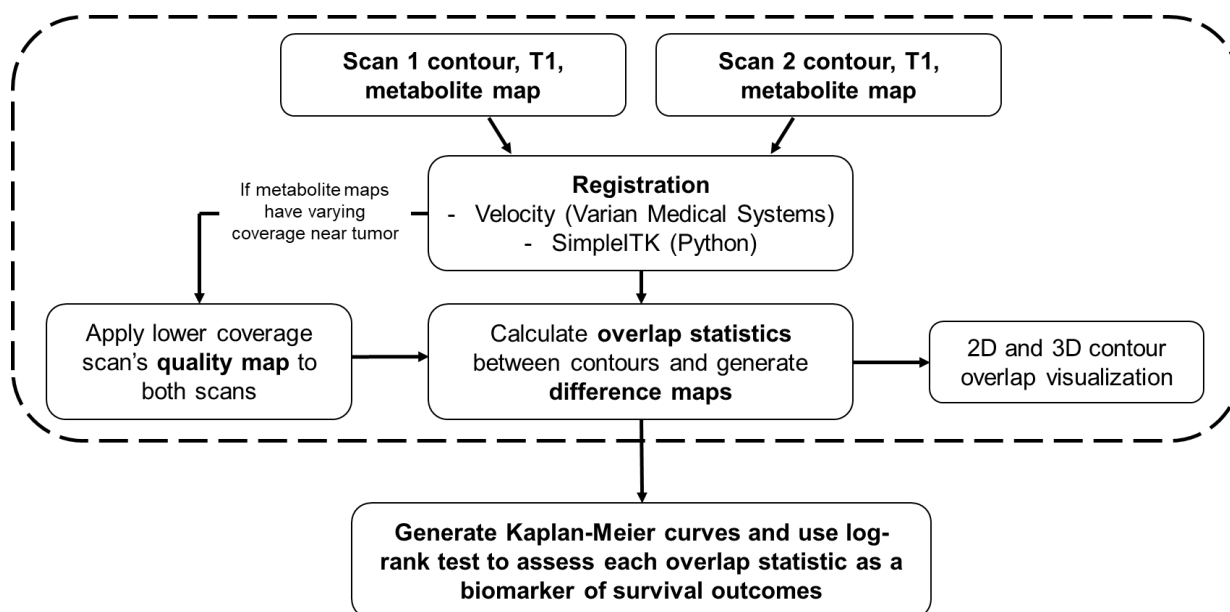 Scan 1 contour, T1,
metabolite map
Scan 2 contour, T1,
metabolite map
If metabolite maps
have varying
coverage near tumor
Registration
- Velocity (Varian Medical Systems)
- SimpleITK (Python)
Apply lower coverage
scan's quality map to
both scans
Calculate overlap statistics
between contours and generate
difference maps
2D and 3D contour
overlap visualization
Generate Kaplan-Meier curves and use log-
rank test to assess each overlap statistic as a
biomarker of survival outcomes